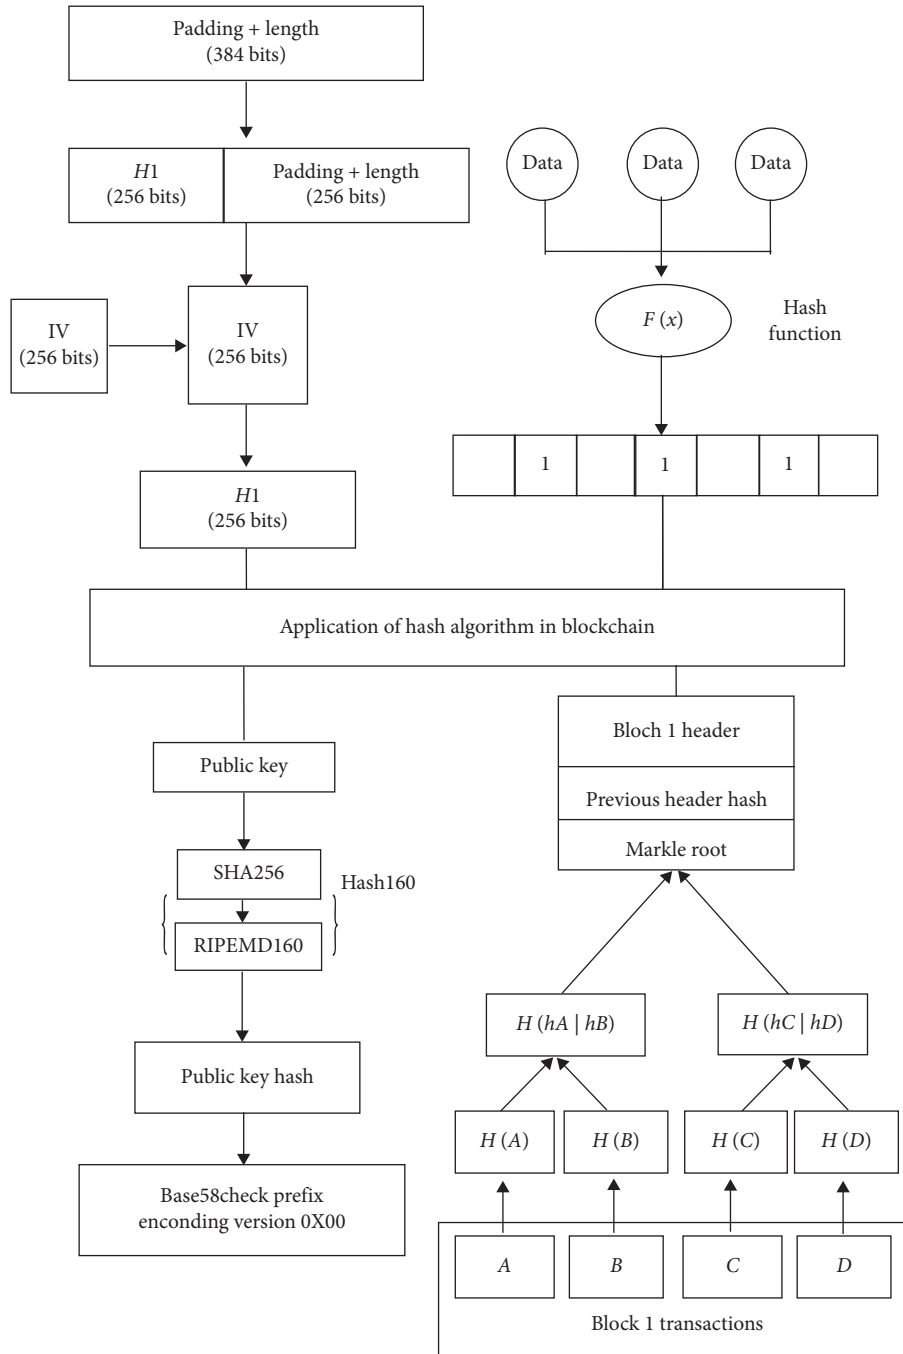 Padding + length
(384 bits)
H1
(256 bits)
Padding + length
(256 bits)
IV
(256 bits)
IV
(256 bits)
H1
(256 bits)
Data
Data
Data
F (x)
Hash
function
1
1
1
Application of hash algorithm in blockchain
Public key
SHA256
Hash160
RIPEMD160
Public key hash
Base58check prefix
enconding version 0X00
Bloch 1 header
Previous header hash
Markle root
H (hA | hB)
H (hC | hD)
H (A)
H (B)
H (C)
H (D)
A
B
C
D
Block 1 transactions